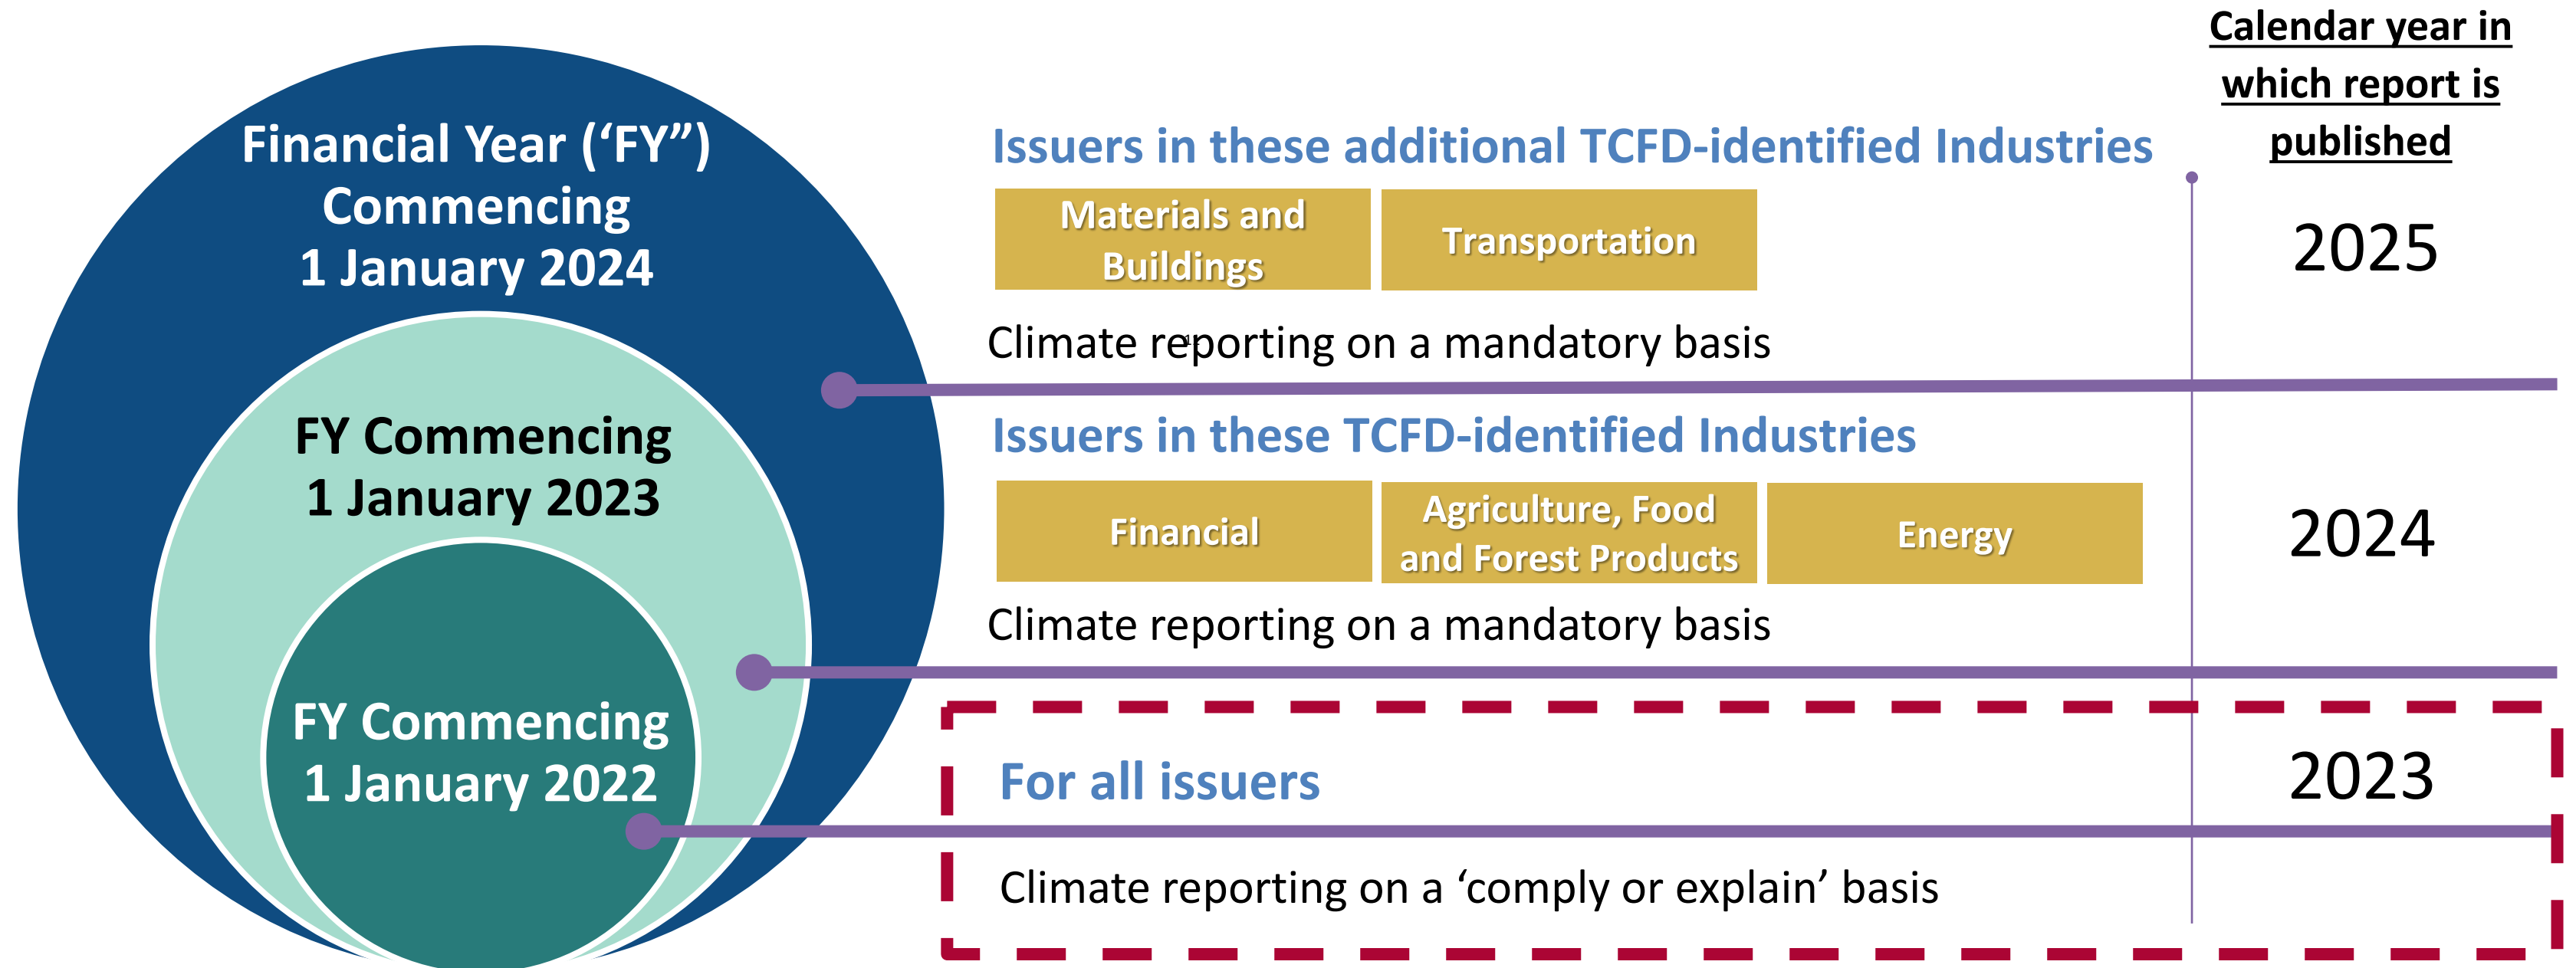 Calendar year in
which report is
published
Financial Year (‘FY”)
Commencing
1 January 2024
Issuers in these additional TCFD-identified Industries
Materials and
Buildings
Transportation
2025
Climate reporting on a mandatory basis
FY Commencing
1 January 2023
Issuers in these TCFD-identified Industries
Financial
Agriculture, Food
and Forest Products
Energy
2024
Climate reporting on a mandatory basis
FY Commencing
1 January 2022
For all issuers
2023
Climate reporting on a ‘comply or explain’ basis